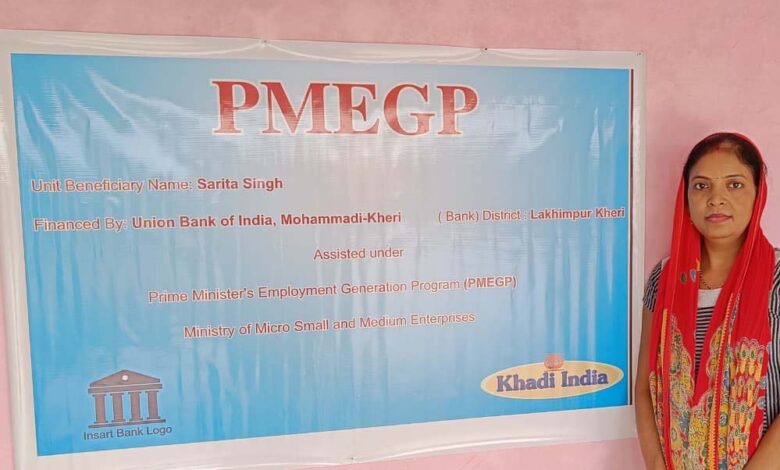 PMEGP
Unit Beneficiary Name: Sarita Singh
Financed By: Union Bank of India, Mohammadi-Kheri ( Bank) District : Lakhimpur Kheri
Assisted under
Prime Minister's Employment Generation Program (PMEGP)
Ministry of Micro Small and Medium Enterprises
Khadi India
Insart Bank Logo